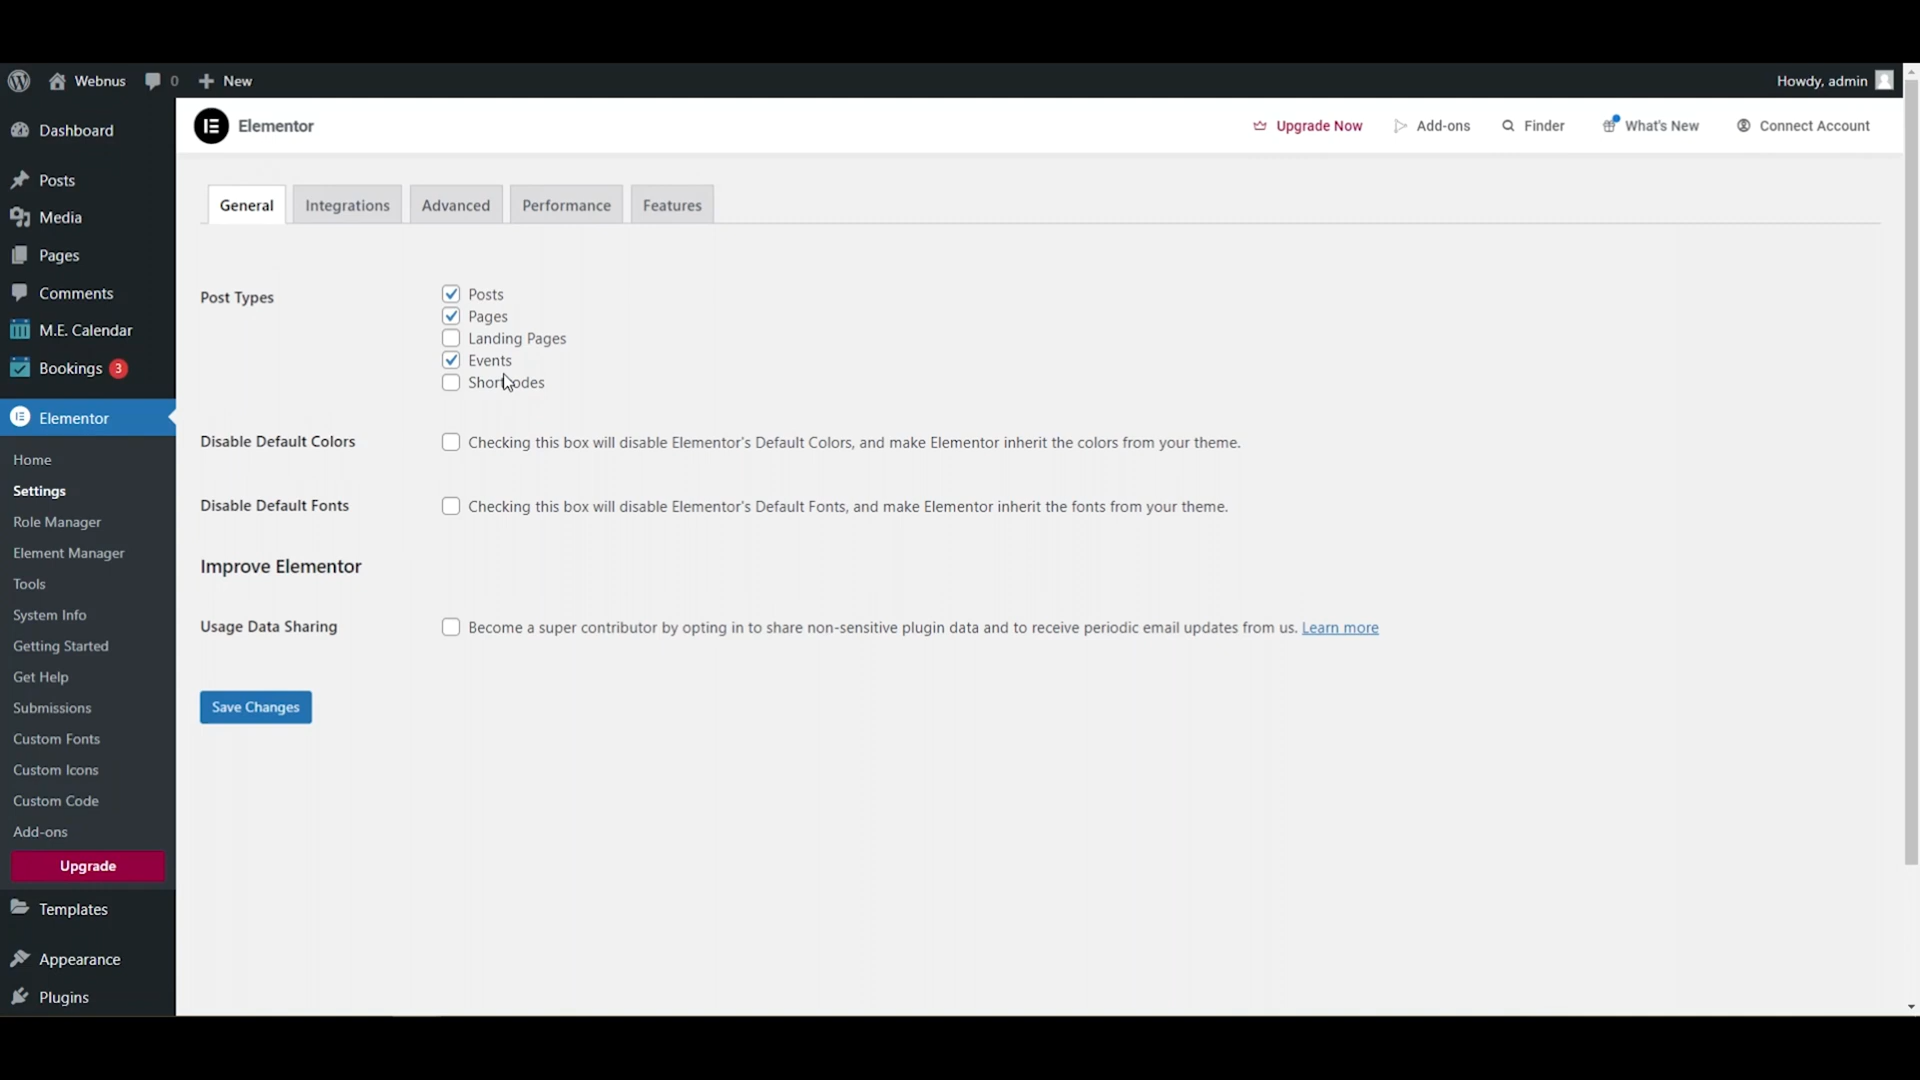 Webnus 0 New Howdy, admin
Dashboard
Posts
Media
Pages
Comments
M.E. Calendar
Bookings 3
Elementor
Home
Settings
Role Manager
Element Manager
Tools
System Info
Getting Started
Get Help
Submissions
Custom Fonts
Custom Icons
Custom Code
Add-ons
Upgrade
Templates
Appearance
Plugins
Elementor Upgrade Now Add-ons Finder What's New Connect Account
General Integrations Advanced Performance Features
Post Types
Posts
Pages
Landing Pages
Events
Shortcodes
Disable Default Colors Checking this box will disable Elementor's Default Colors, and make Elementor inherit the colors from your theme.
Disable Default Fonts Checking this box will disable Elementor's Default Fonts, and make Elementor inherit the fonts from your theme.
Improve Elementor
Usage Data Sharing Become a super contributor by opting in to share non-sensitive plugin data and to receive periodic email updates from us. Learn more
Save Changes